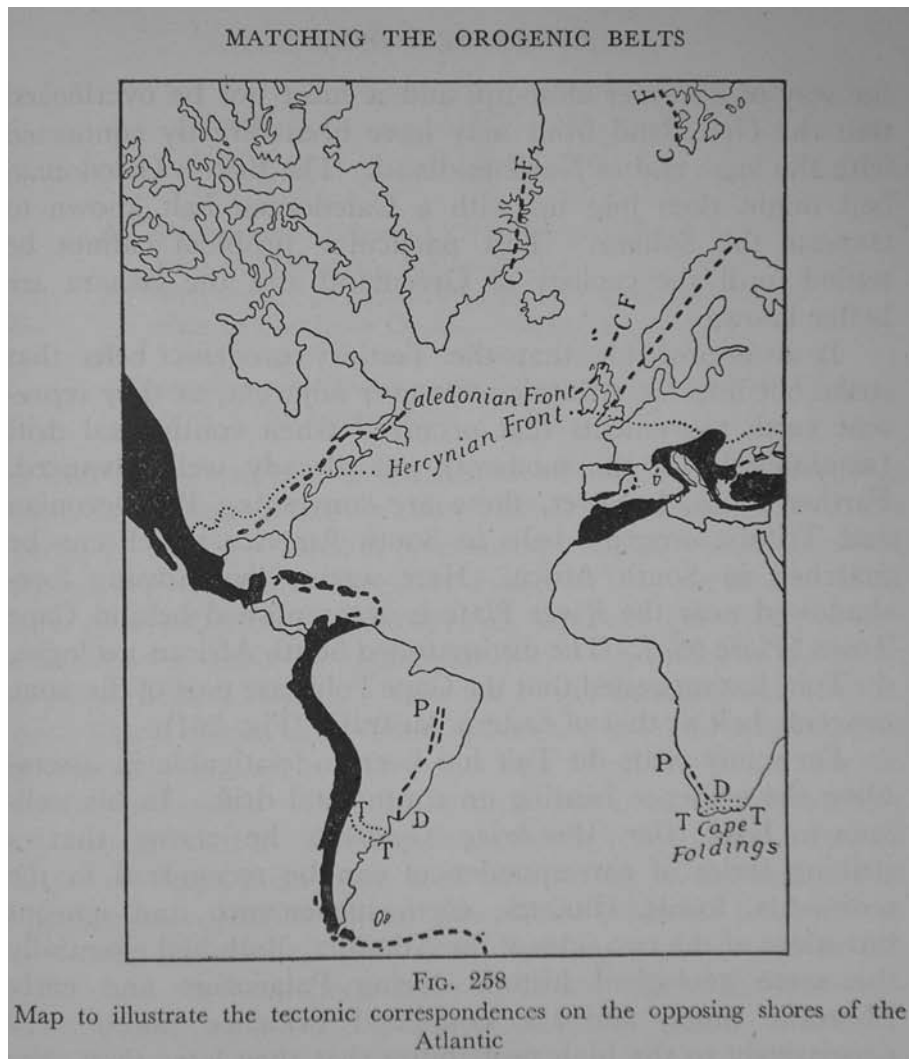 MATCHING THE OROGENIC BELTS
F
C
F
C F
Caledonian Front
Hercynian Front
P
P
D
T
D
T
T
T
Cape
Foldings
FIG. 258
Map to illustrate the tectonic correspondences on the opposing shores of the
Atlantic